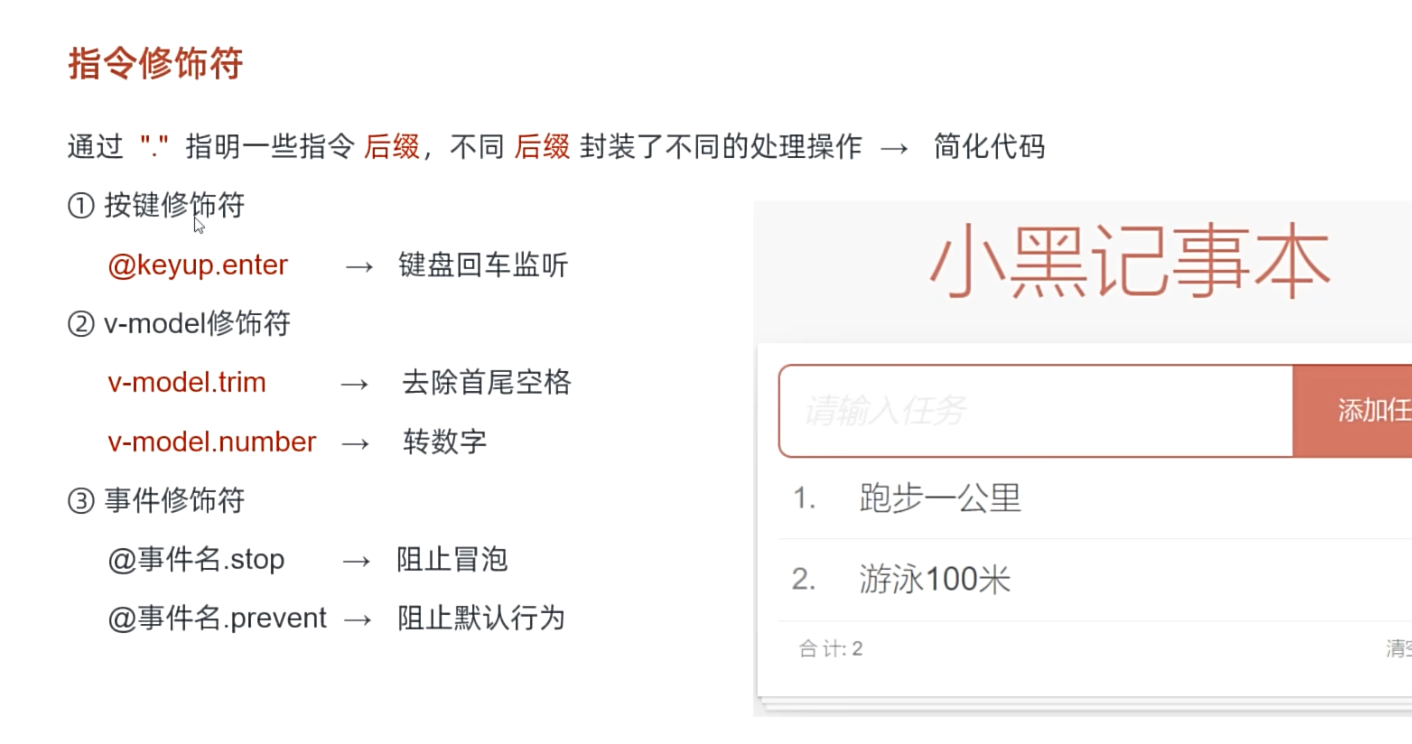 指令修饰符
通过 "." 指明一些指令 后缀，不同 后缀 封装了不同的处理操作 → 简化代码
① 按键修饰符
@keyup.enter → 键盘回车监听
② v-model修饰符
v-model.trim → 去除首尾空格
v-model.number → 转数字
③ 事件修饰符
@事件名.stop → 阻止冒泡
@事件名.prevent → 阻止默认行为
小黑记事本
请输入任务
添加任
1. 跑步一公里
2. 游泳100米
合计: 2
清空